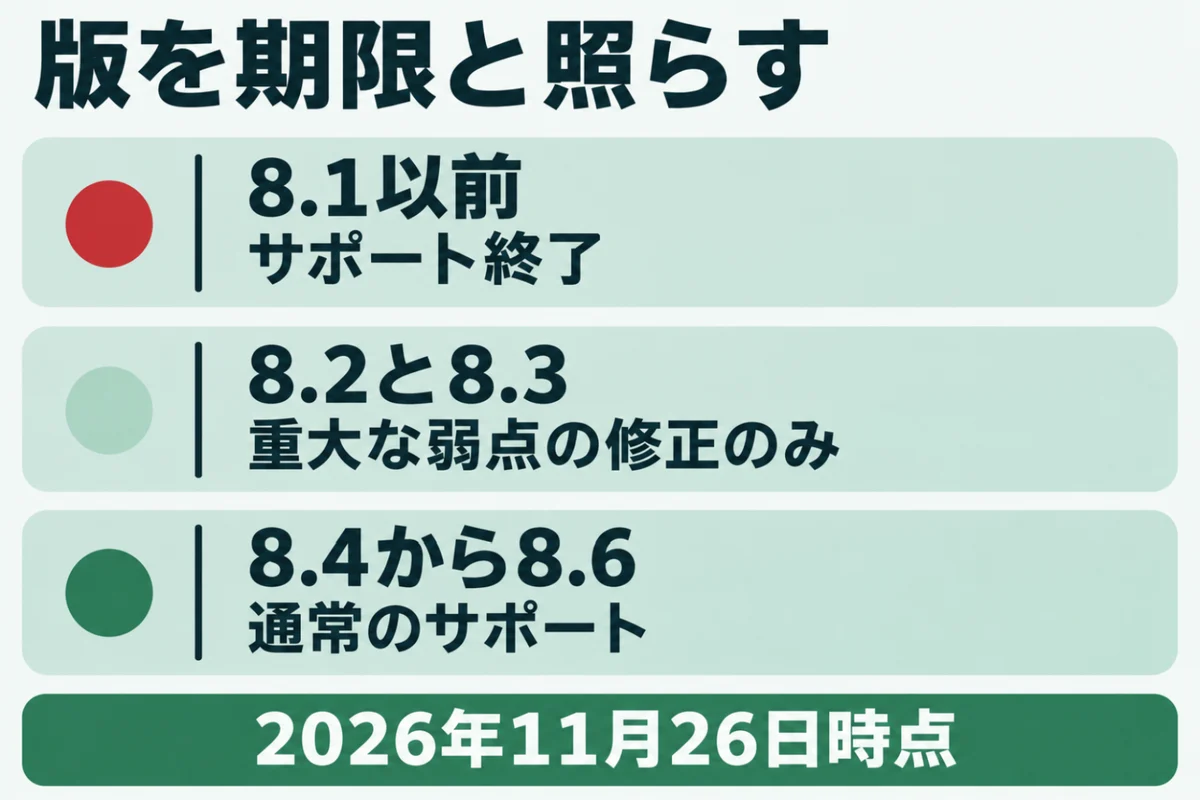 版を期限と照らす
8.1以前
サポート終了
8.2と8.3
重大な弱点の修正のみ
8.4から8.6
通常のサポート
2026年11月26日時点